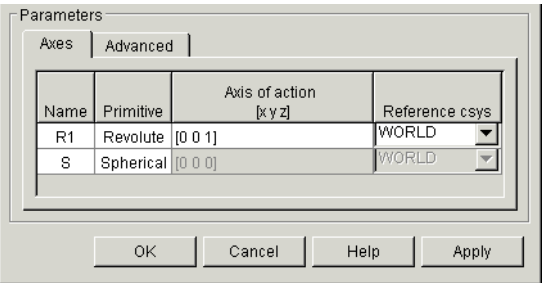 Parameters
Axes Advanced
Axis of action
Name Primitive [x y z] Reference csys
R1 Revolute [0 0 1] WORLD
S Spherical [0 0 0] WORLD
OK Cancel Help Apply